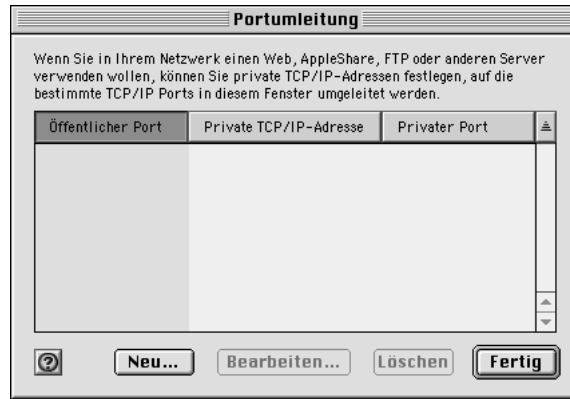 Portumleitung
Wenn Sie in Ihrem Netzwerk einen Web, AppleShare, FTP oder anderen Server
verwenden wollen, können Sie private TCP/IP-Adressen festlegen, auf die
bestimmte TCP/IP Ports in diesem Fenster umgeleitet werden.
Öffentlicher Port Private TCP/IP-Adresse Privater Port
Neu... Bearbeiten... Löschen Fertig